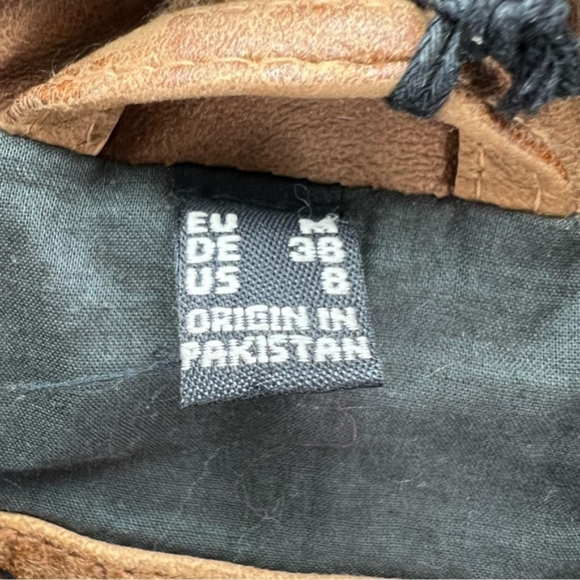 EU M
DE 38
US 8
ORIGIN IN
PAKISTAN